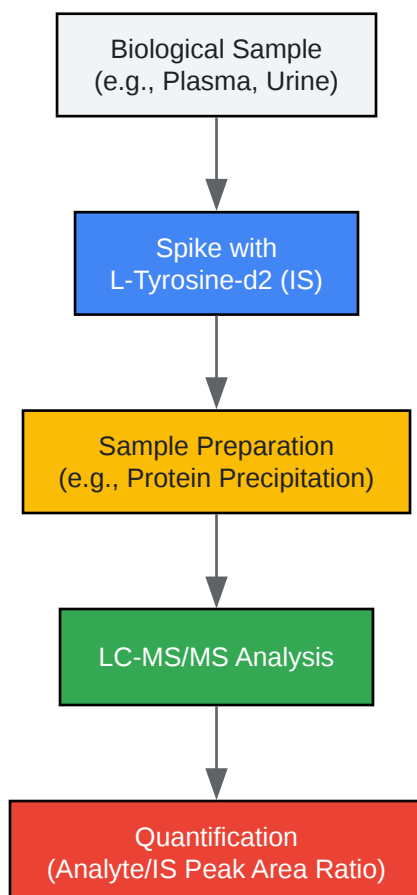 Biological Sample
(e.g., Plasma, Urine)
Spike with
L-Tyrosine-d2 (IS)
Sample Preparation
(e.g., Protein Precipitation)
LC-MS/MS Analysis
Quantification
(Analyte/IS Peak Area Ratio)